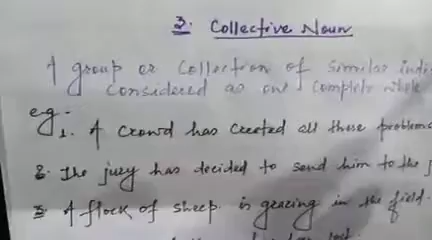 3. Collective Noun
A group or Collection of Similar indi
Considered as one Complete whole
eg:-
1. A Crowd has Created all these problems
2. The jury has decided to send him to the
3. A flock of sheep is grazing in the field.